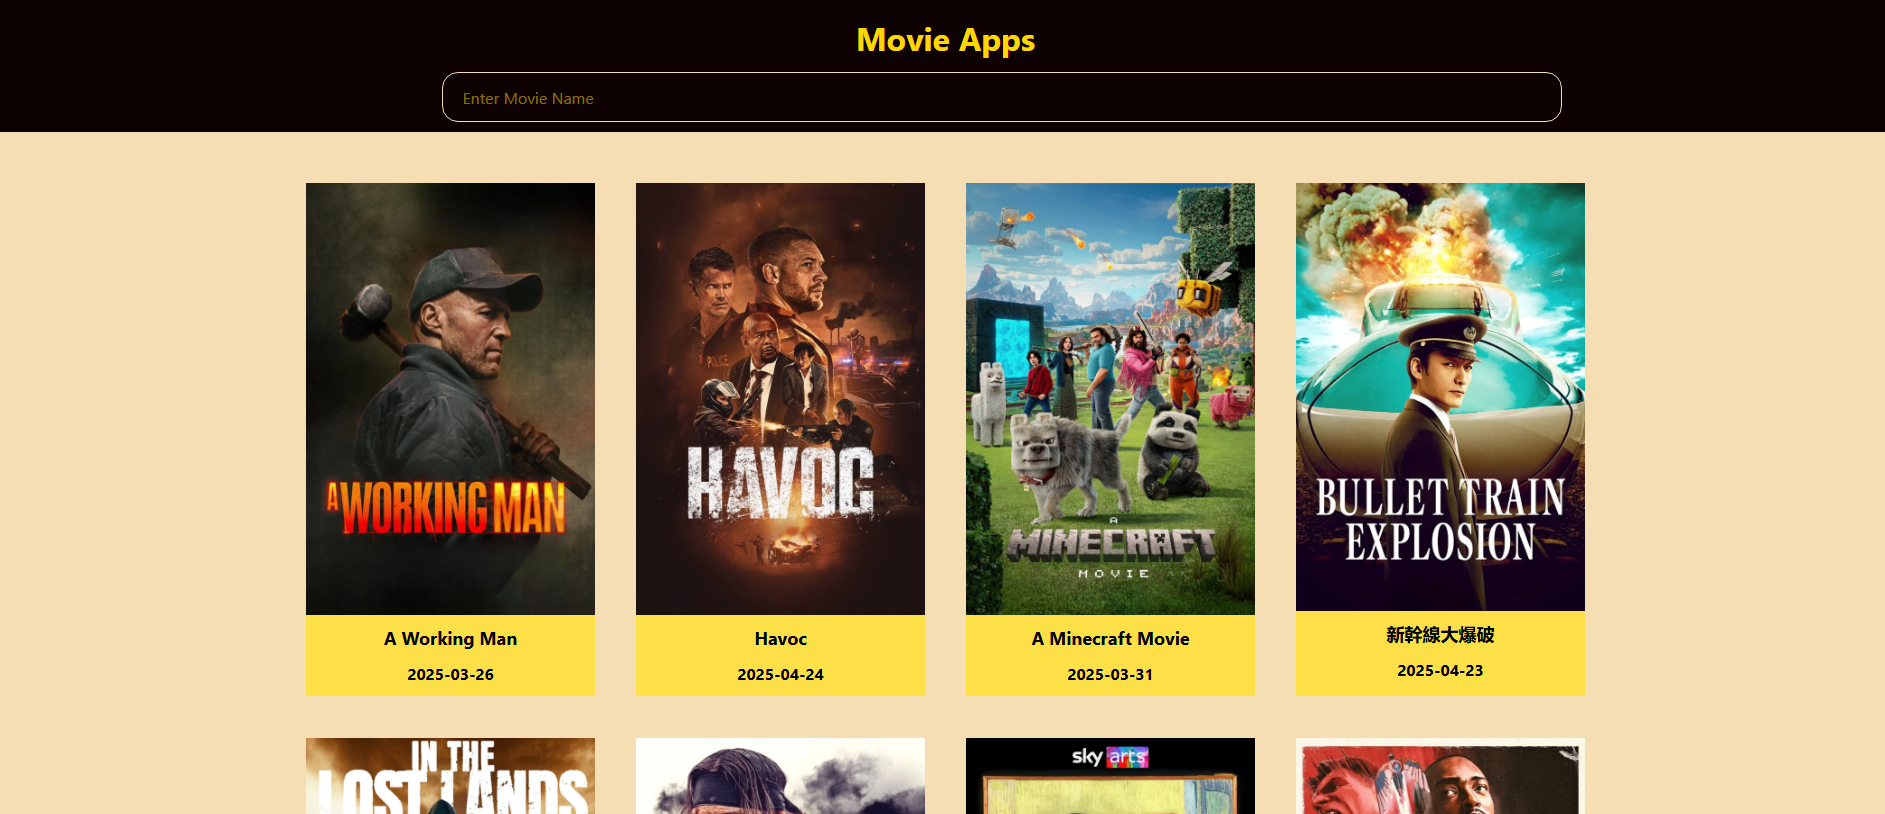 Movie Apps
Enter Movie Name
A WORKING MAN
POLICE
HAVOC
A
MINECRAFT
MOVIE
BULLET TRAIN
EXPLOSION
A Working Man
2025-03-26
Havoc
2025-04-24
A Minecraft Movie
2025-03-31
新幹線大爆破
2025-04-23
IN THE
LOST LANDS
sky arts